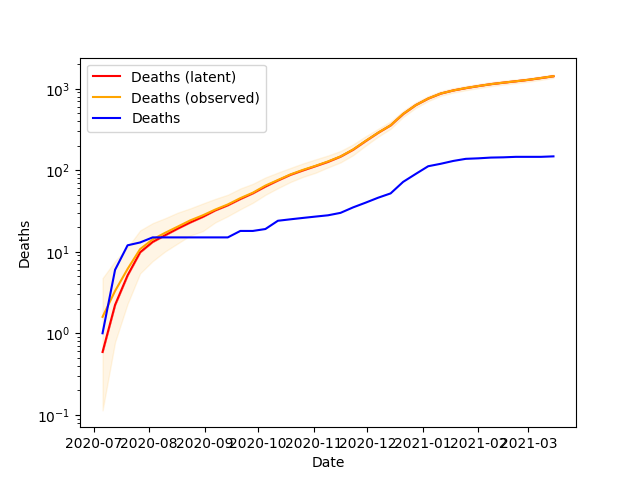 Deaths (latent)
Deaths (observed)
Deaths
10³
10²
10¹
10⁰
10⁻¹
Deaths
2020-07 2020-08 2020-09 2020-10 2020-11 2020-12 2021-01 2021-02 2021-03
Date